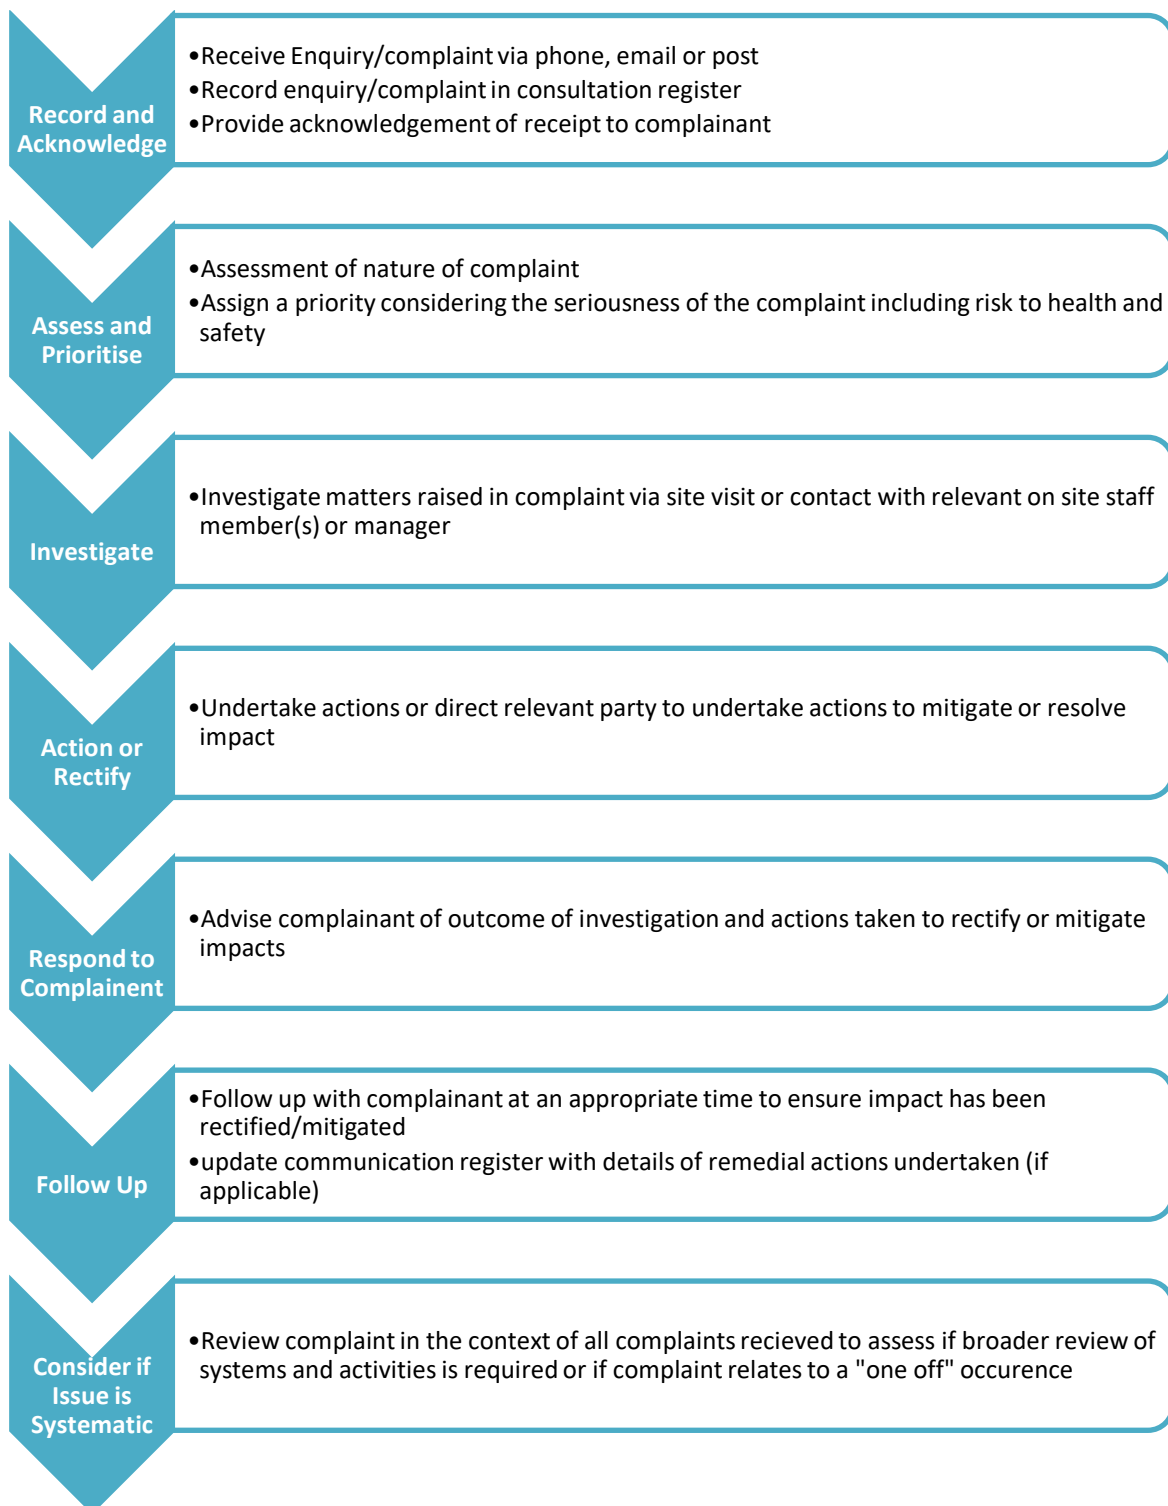 Record and
Acknowledge
•Receive Enquiry/complaint via phone, email or post
•Record enquiry/complaint in consultation register
•Provide acknowledgement of receipt to complainant
Assess and
Prioritise
•Assessment of nature of complaint
•Assign a priority considering the seriousness of the complaint including risk to health and
safety
Investigate
•Investigate matters raised in complaint via site visit or contact with relevant on site staff
member(s) or manager
Action or
Rectify
•Undertake actions or direct relevant party to undertake actions to mitigate or resolve
impact
Respond to
Complainent
•Advise complainant of outcome of investigation and actions taken to rectify or mitigate
impacts
Follow Up
•Follow up with complainant at an appropriate time to ensure impact has been
rectified/mitigated
•update communication register with details of remedial actions undertaken (if
applicable)
Consider if
Issue is
Systematic
•Review complaint in the context of all complaints recieved to assess if broader review of
systems and activities is required or if complaint relates to a "one off" occurence